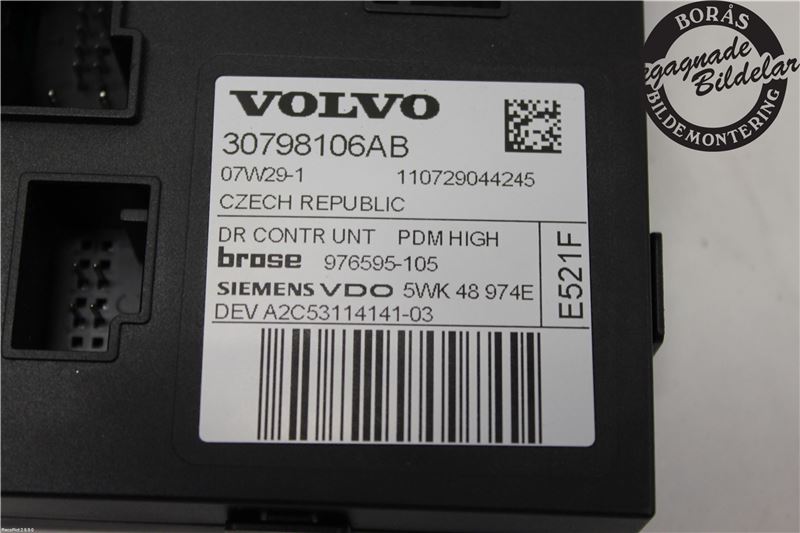 VOLVO
30798106AB
07W29-1 110729044245
CZECH REPUBLIC
DR CONTR UNT PDM HIGH
brose 976595-105
SIEMENS VDO 5WK 48 974E
DEV A2C53114141-03
E521F
BORÅS
Begagnade
Bildelar
BILDEMONTERING